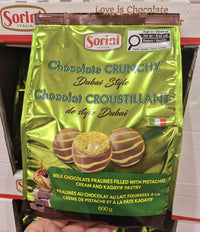 Love is Chocolate
Sorini
ITALIA
Chocolate CRUNCHY
Dubai Style
Chocolat CROUSTILLANT
de style Dubaï
MILK CHOCOLATE PRALINES FILLED WITH PISTACHIO
CREAM AND KADAYIF PASTRY
PRALINES AU CHOCOLAT AU LAIT FOURRÉES À LA
CRÈME DE PISTACHE ET À LA PÂTE KADAYIF
600 g